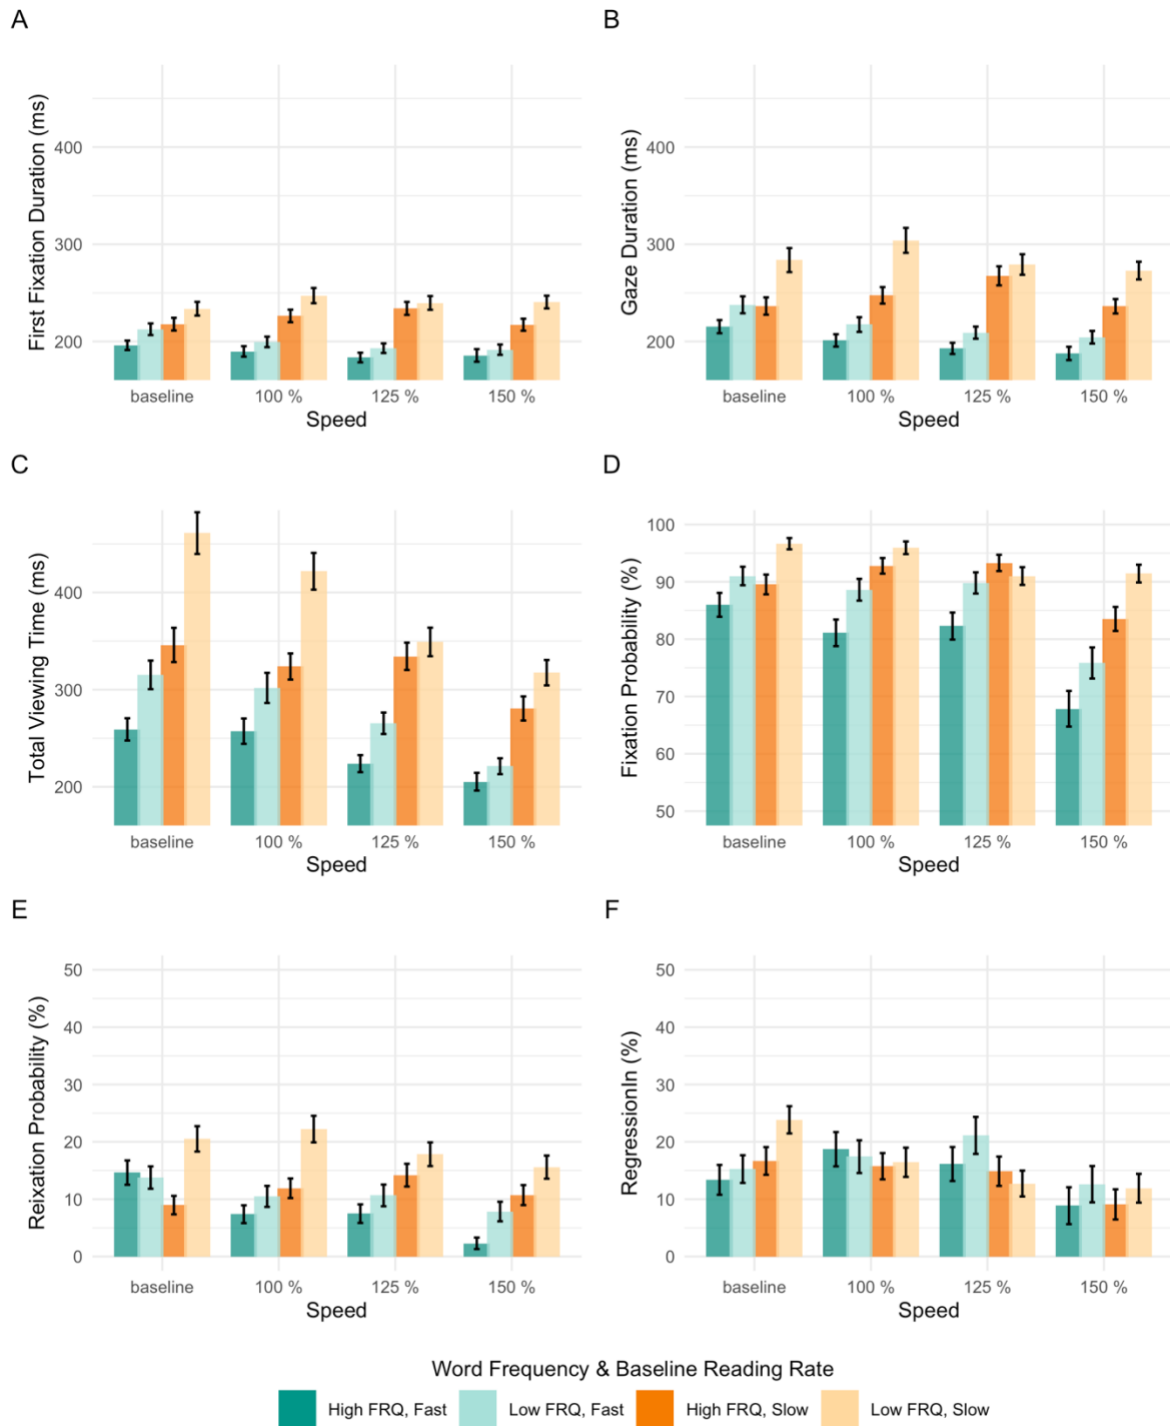 A
First Fixation Duration (ms)
400
300
200
baseline 100 % 125 % 150 %
Speed
B
Gaze Duration (ms)
400
300
200
baseline 100 % 125 % 150 %
Speed
C
Total Viewing Time (ms)
400
300
200
baseline 100 % 125 % 150 %
Speed
D
Fixation Probability (%)
100
90
80
70
60
50
baseline 100 % 125 % 150 %
Speed
E
Reixation Probability (%)
50
40
30
20
10
0
baseline 100 % 125 % 150 %
Speed
F
RegressionIn (%)
50
40
30
20
10
0
baseline 100 % 125 % 150 %
Speed
Word Frequency & Baseline Reading Rate
High FRQ, Fast Low FRQ, Fast High FRQ, Slow Low FRQ, Slow